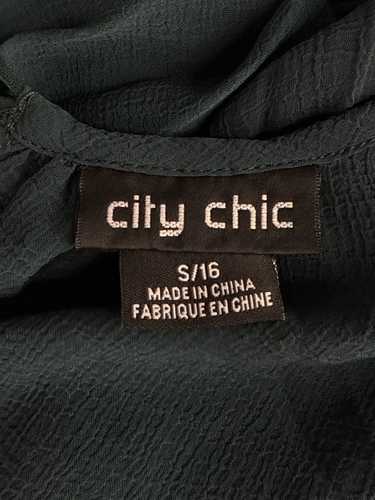 city chic
S/16
MADE IN CHINA
FABRIQUE EN CHINE